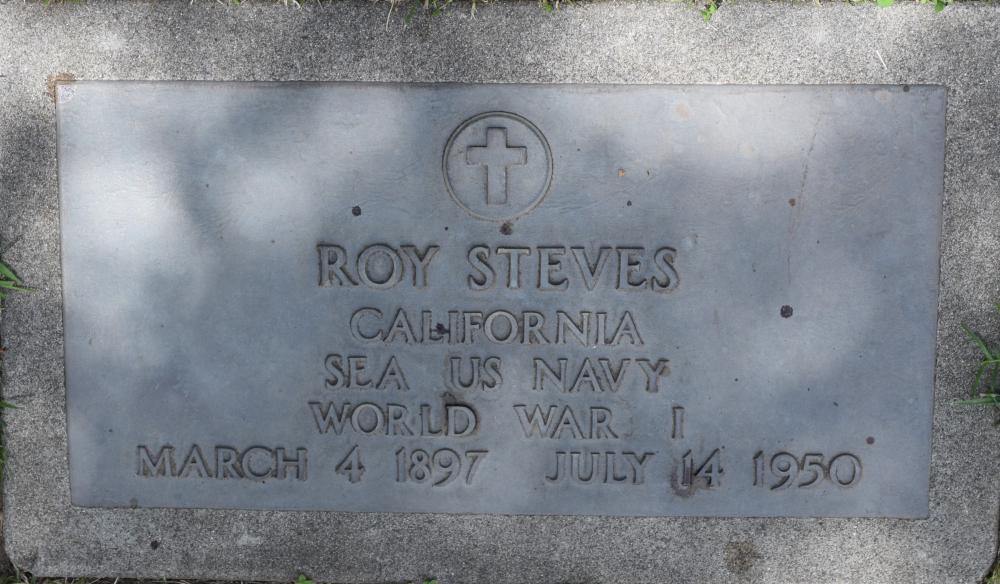 ROY STEVES
CALIFORNIA
SEA US NAVY
WORLD WAR I
MARCH 4 1897 JULY 14 1950